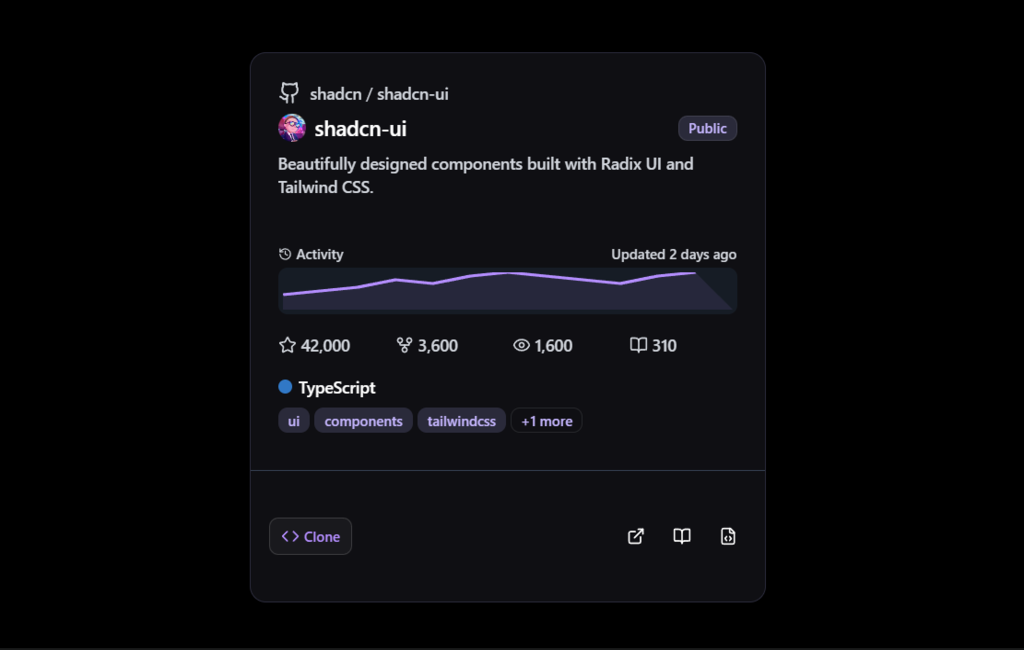 shadcn / shadcn-ui
shadcn-ui
Public
Beautifully designed components built with Radix UI and
Tailwind CSS.
Activity
Updated 2 days ago
42,000
3,600
1,600
310
TypeScript
ui
components
tailwindcss
+1 more
Clone